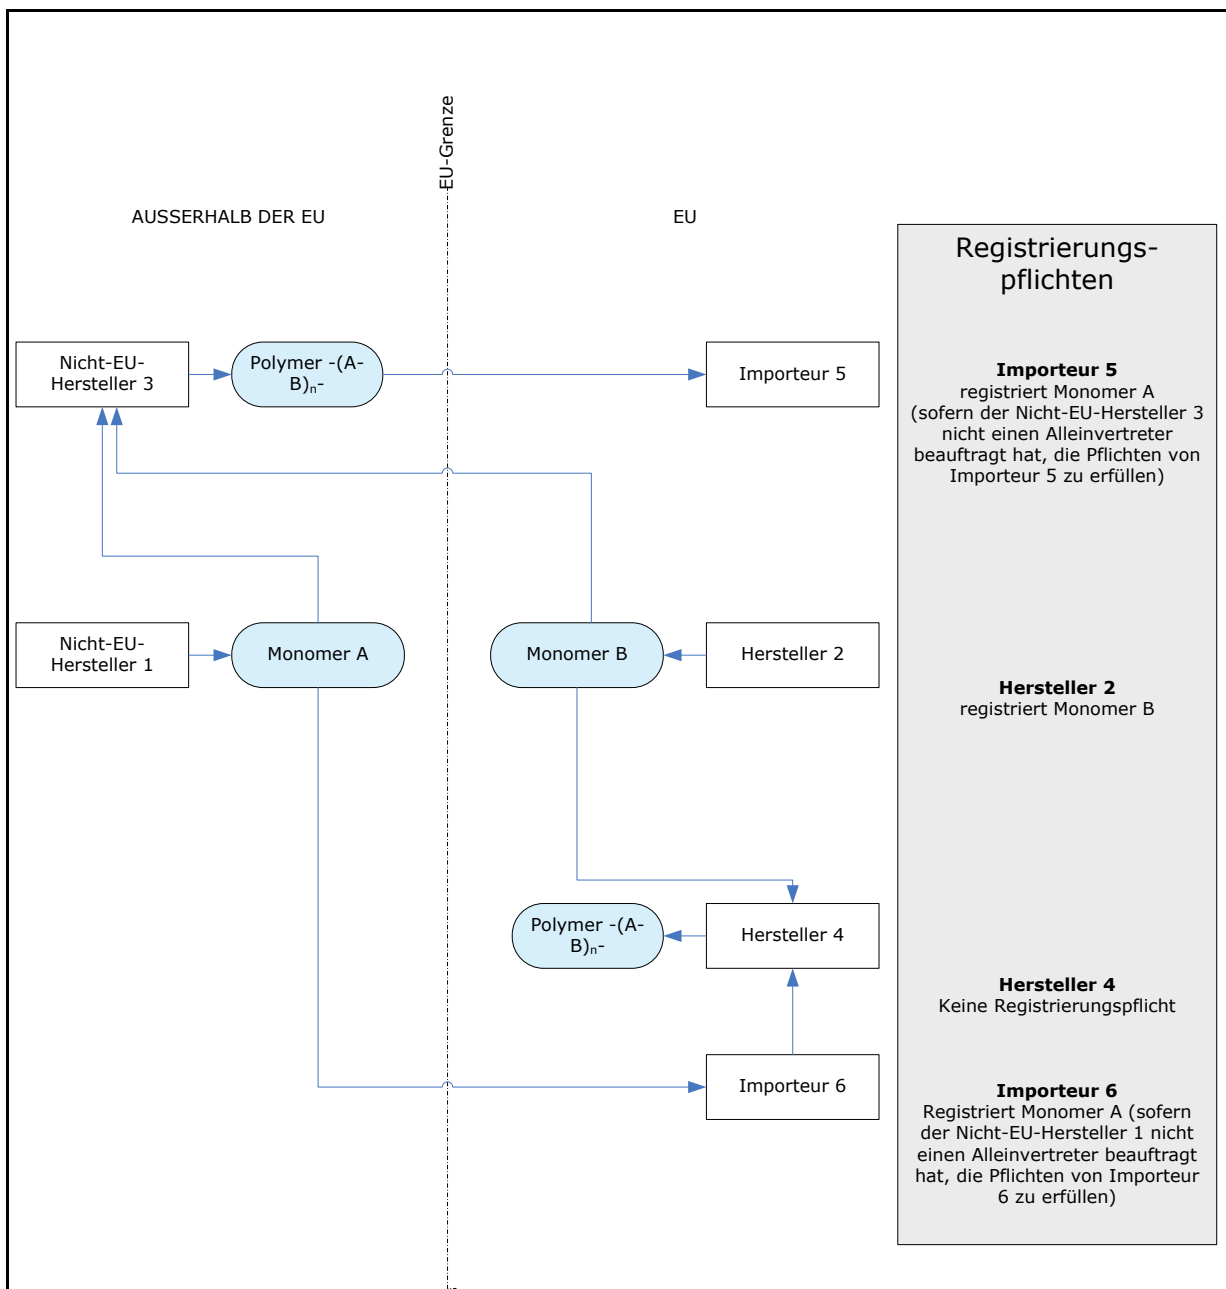 EU-Grenze
AUSSERHALB DER EU
EU
Registrierungs-
pflichten
Nicht-EU-
Hersteller 3
Polymer -(A-
B)n-
Importeur 5
Importeur 5
registriert Monomer A
(sofern der Nicht-EU-Hersteller 3
nicht einen Alleinvertreter
beauftragt hat, die Pflichten von
Importeur 5 zu erfüllen)
Nicht-EU-
Hersteller 1
Monomer A
Monomer B
Hersteller 2
Hersteller 2
registriert Monomer B
Polymer -(A-
B)n-
Hersteller 4
Hersteller 4
Keine Registrierungspflicht
Importeur 6
Importeur 6
Registriert Monomer A (sofern
der Nicht-EU-Hersteller 1 nicht
einen Alleinvertreter beauftragt
hat, die Pflichten von Importeur
6 zu erfüllen)